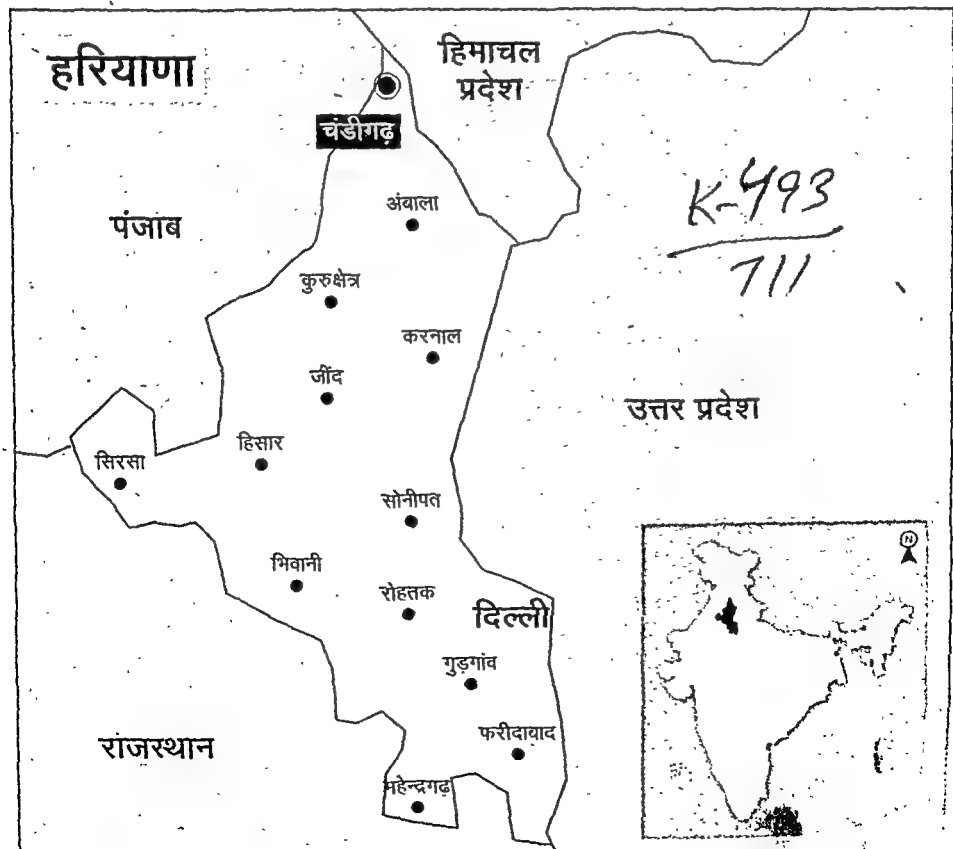 हरियाणा
हिमाचल
प्रदेश
चंडीगढ़
K-493
711
अंबाला
पंजाब
कुरुक्षेत्र
करनाल
जींद
उत्तर प्रदेश
हिसार
सिरसा
सोनीपत
N
भिवानी
रोहतक
दिल्ली
गुड़गांव
फरीदाबाद
राजस्थान
महेन्द्रगढ़